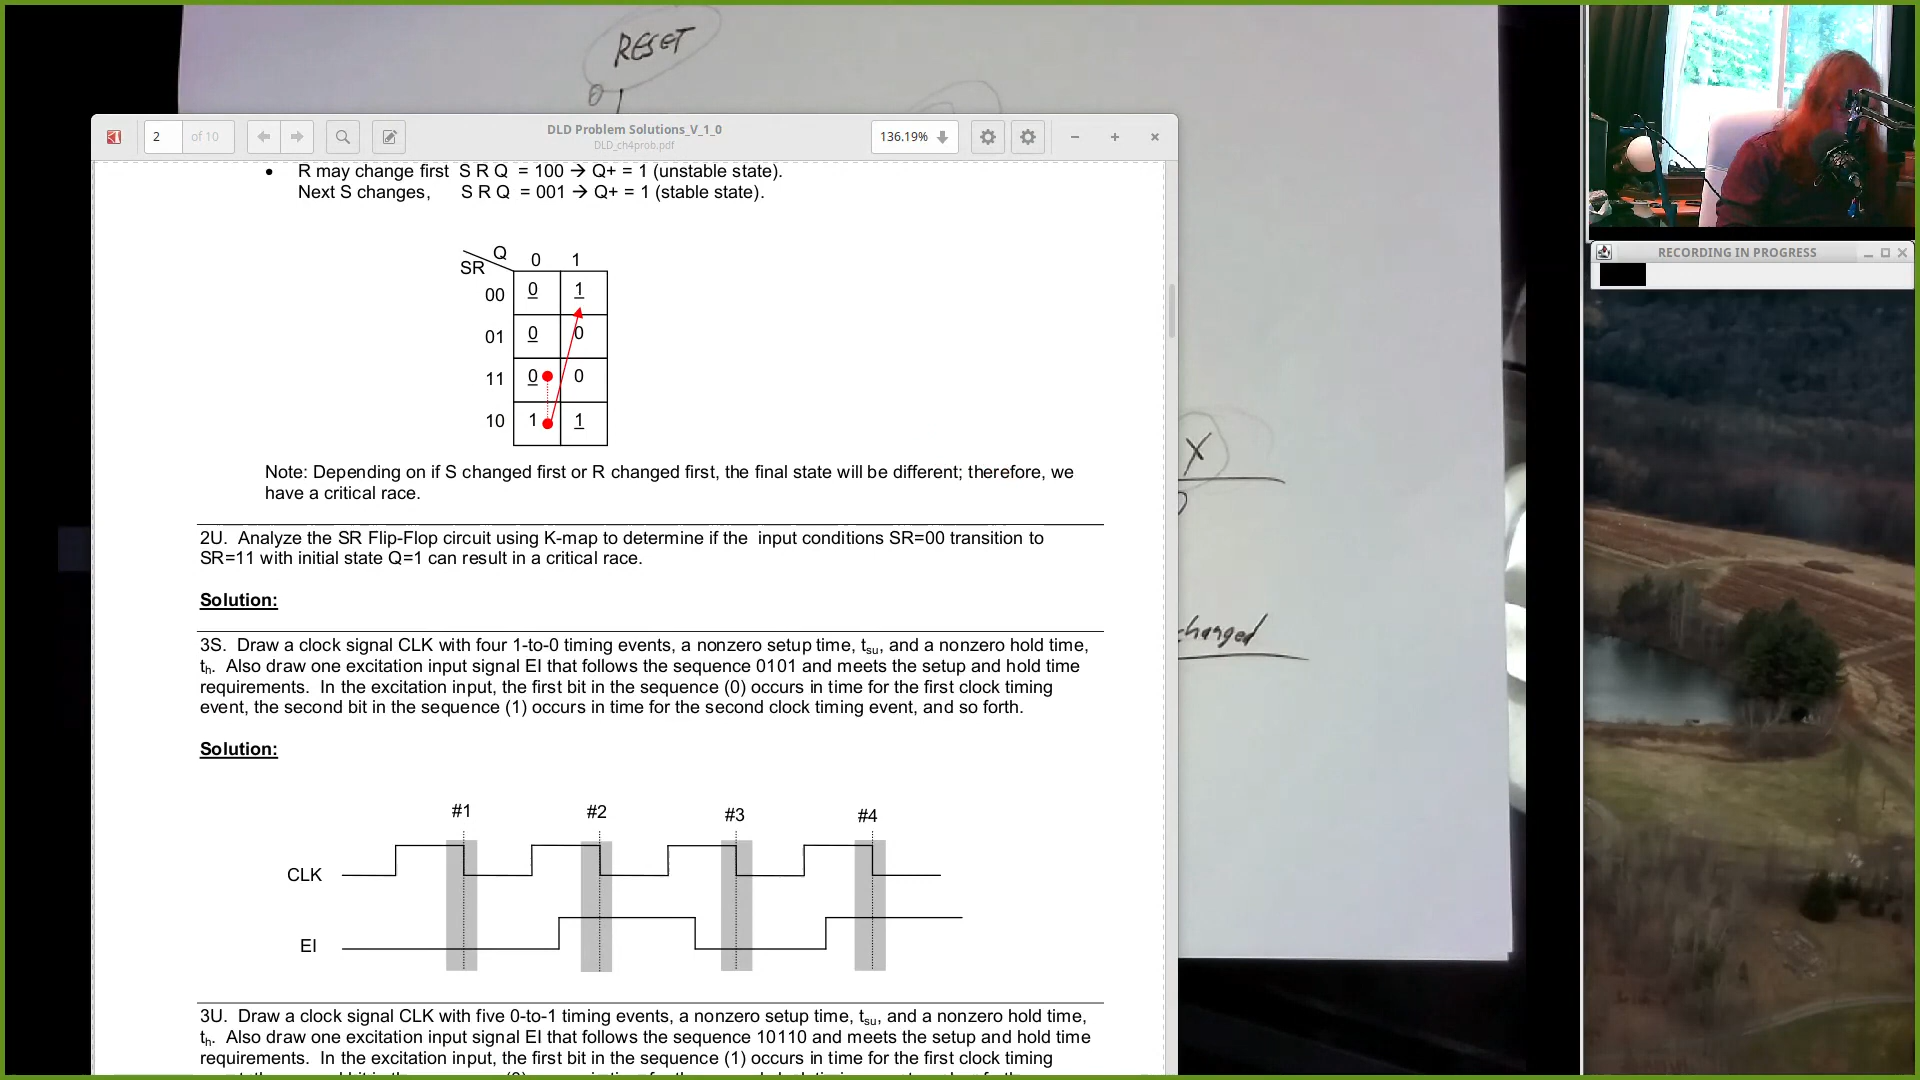 RESET
0
2 of 10
DLD Problem Solutions_V_1_0
DLD_ch4prob.pdf
136.19%
RECORDING IN PROGRESS
• R may change first S R Q = 100 → Q+ = 1 (unstable state).
Next S changes, S R Q = 001 → Q+ = 1 (stable state).
Q
SR 0 1
00 0 1
01 0 0
11 0 0
10 1 1
Note: Depending on if S changed first or R changed first, the final state will be different; therefore, we
have a critical race.
X
2U. Analyze the SR Flip-Flop circuit using K-map to determine if the input conditions SR=00 transition to
SR=11 with initial state Q=1 can result in a critical race.
Solution:
changed
3S. Draw a clock signal CLK with four 1-to-0 timing events, a nonzero setup time, tsu, and a nonzero hold time,
th. Also draw one excitation input signal EI that follows the sequence 0101 and meets the setup and hold time
requirements. In the excitation input, the first bit in the sequence (0) occurs in time for the first clock timing
event, the second bit in the sequence (1) occurs in time for the second clock timing event, and so forth.
Solution:
#1 #2 #3 #4
CLK
EI
3U. Draw a clock signal CLK with five 0-to-1 timing events, a nonzero setup time, tsu, and a nonzero hold time,
th. Also draw one excitation input signal EI that follows the sequence 10110 and meets the setup and hold time
requirements. In the excitation input, the first bit in the sequence (1) occurs in time for the first clock timing